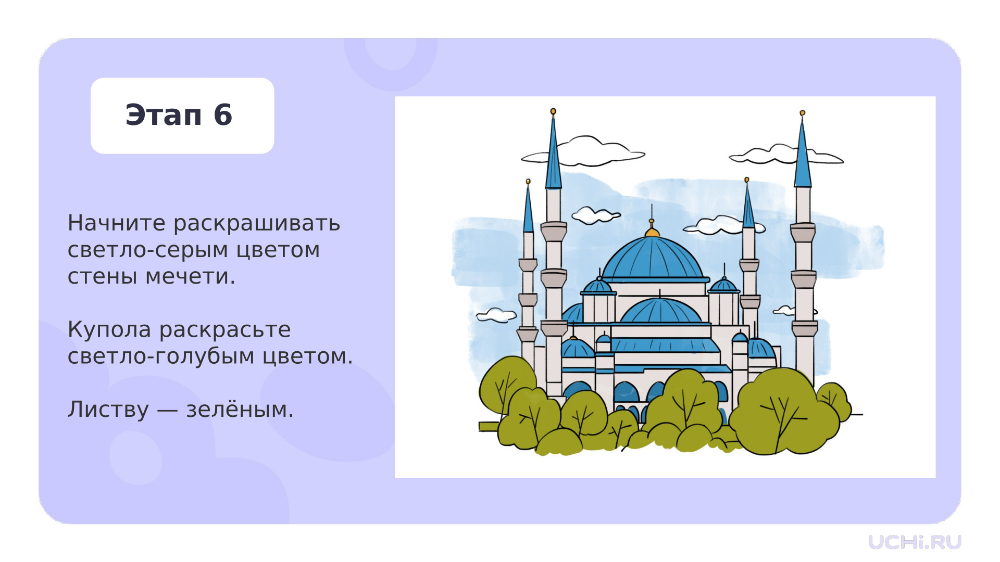 Этап 6
Начните раскрашивать
светло-серым цветом
стены мечети.
Купола раскрасьте
светло-голубым цветом.
Листву — зелёным.
UCHi.RU